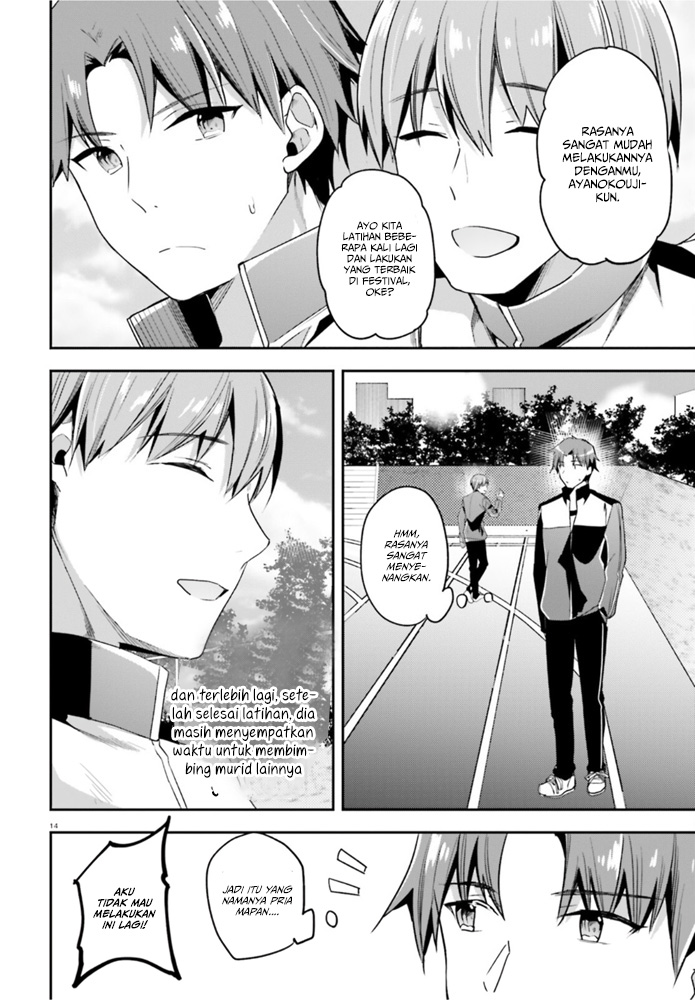 RASANYA
SANGAT MUDAH
MELAKUKANNYA
DENGANMU,
AYANOKOUJI-
KUN.
AYO KITA
LATIHAN BEBE-
RAPA KALI LAGI
DAN LAKUKAN
YANG TERBAIK
DI FESTIVAL,
OKE?
HMM,
RASANYA
SANGAT
MENYE-
NANGKAN.
dan terlebih lagi, sete-
lah selesai latihan, dia
masih menyempatkan
waktu untuk membim-
bing murid lainnya
14
JADI ITU YANG
NAMANYA PRIA
MAPAN....
AKU
TIDAK MAU
MELAKUKAN
INI LAGI!